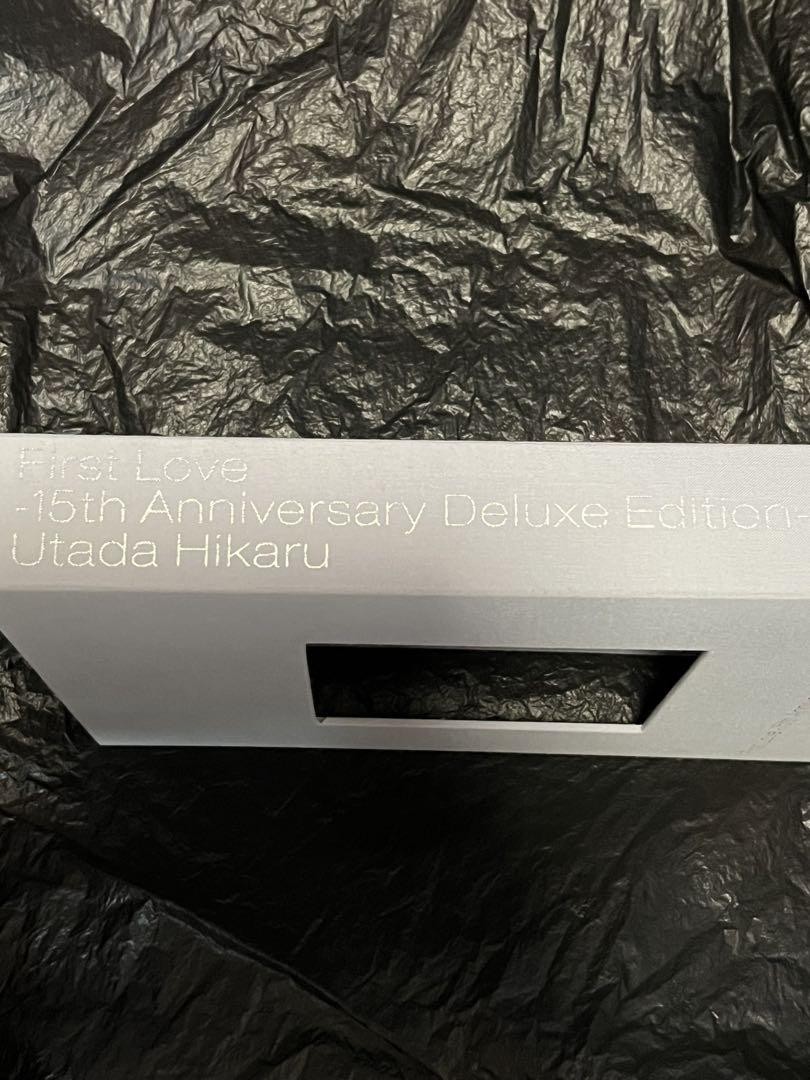 First Love
-15th Anniversary Deluxe Edition-
Utada Hikaru